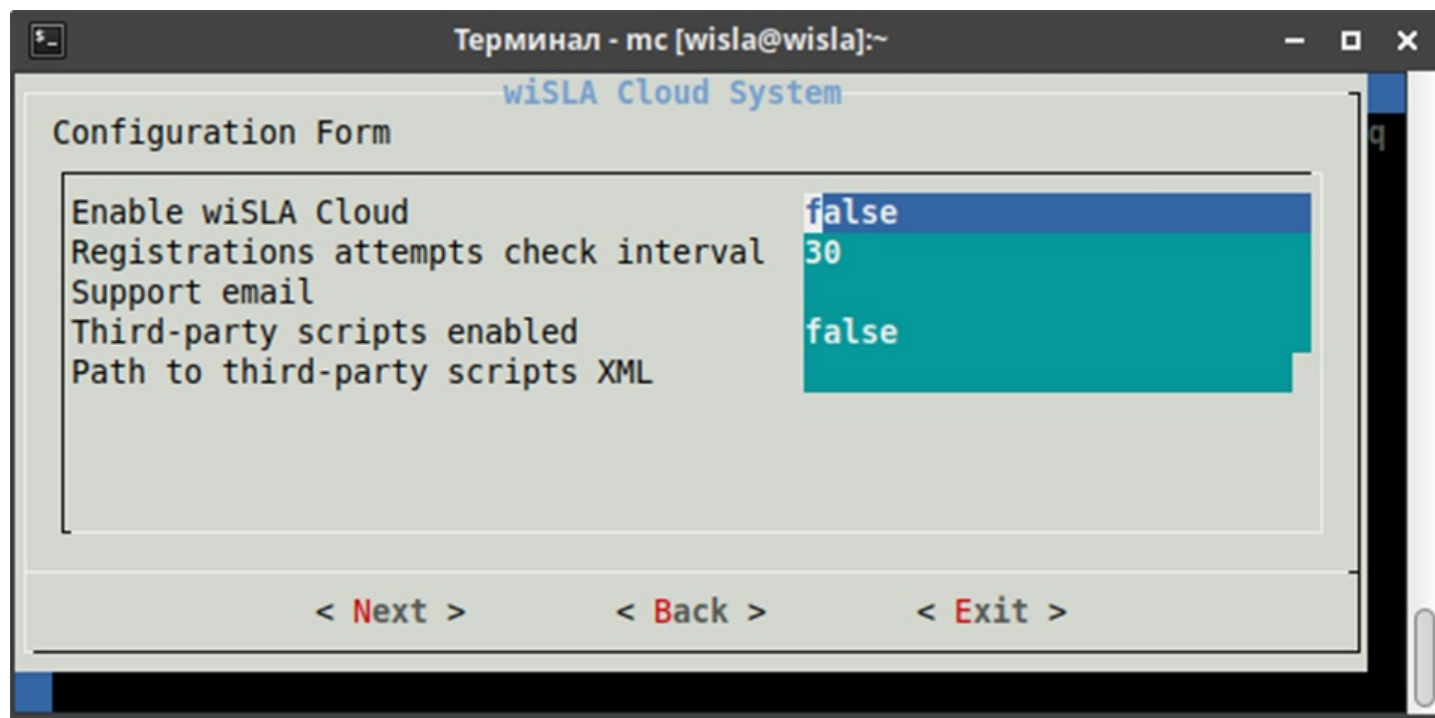 Терминал - mc [wisla@wisla]:~
wiSLA Cloud System
Configuration Form
q
Enable wiSLA Cloud false
Registrations attempts check interval 30
Support email
Third-party scripts enabled false
Path to third-party scripts XML
< Next > < Back > < Exit >